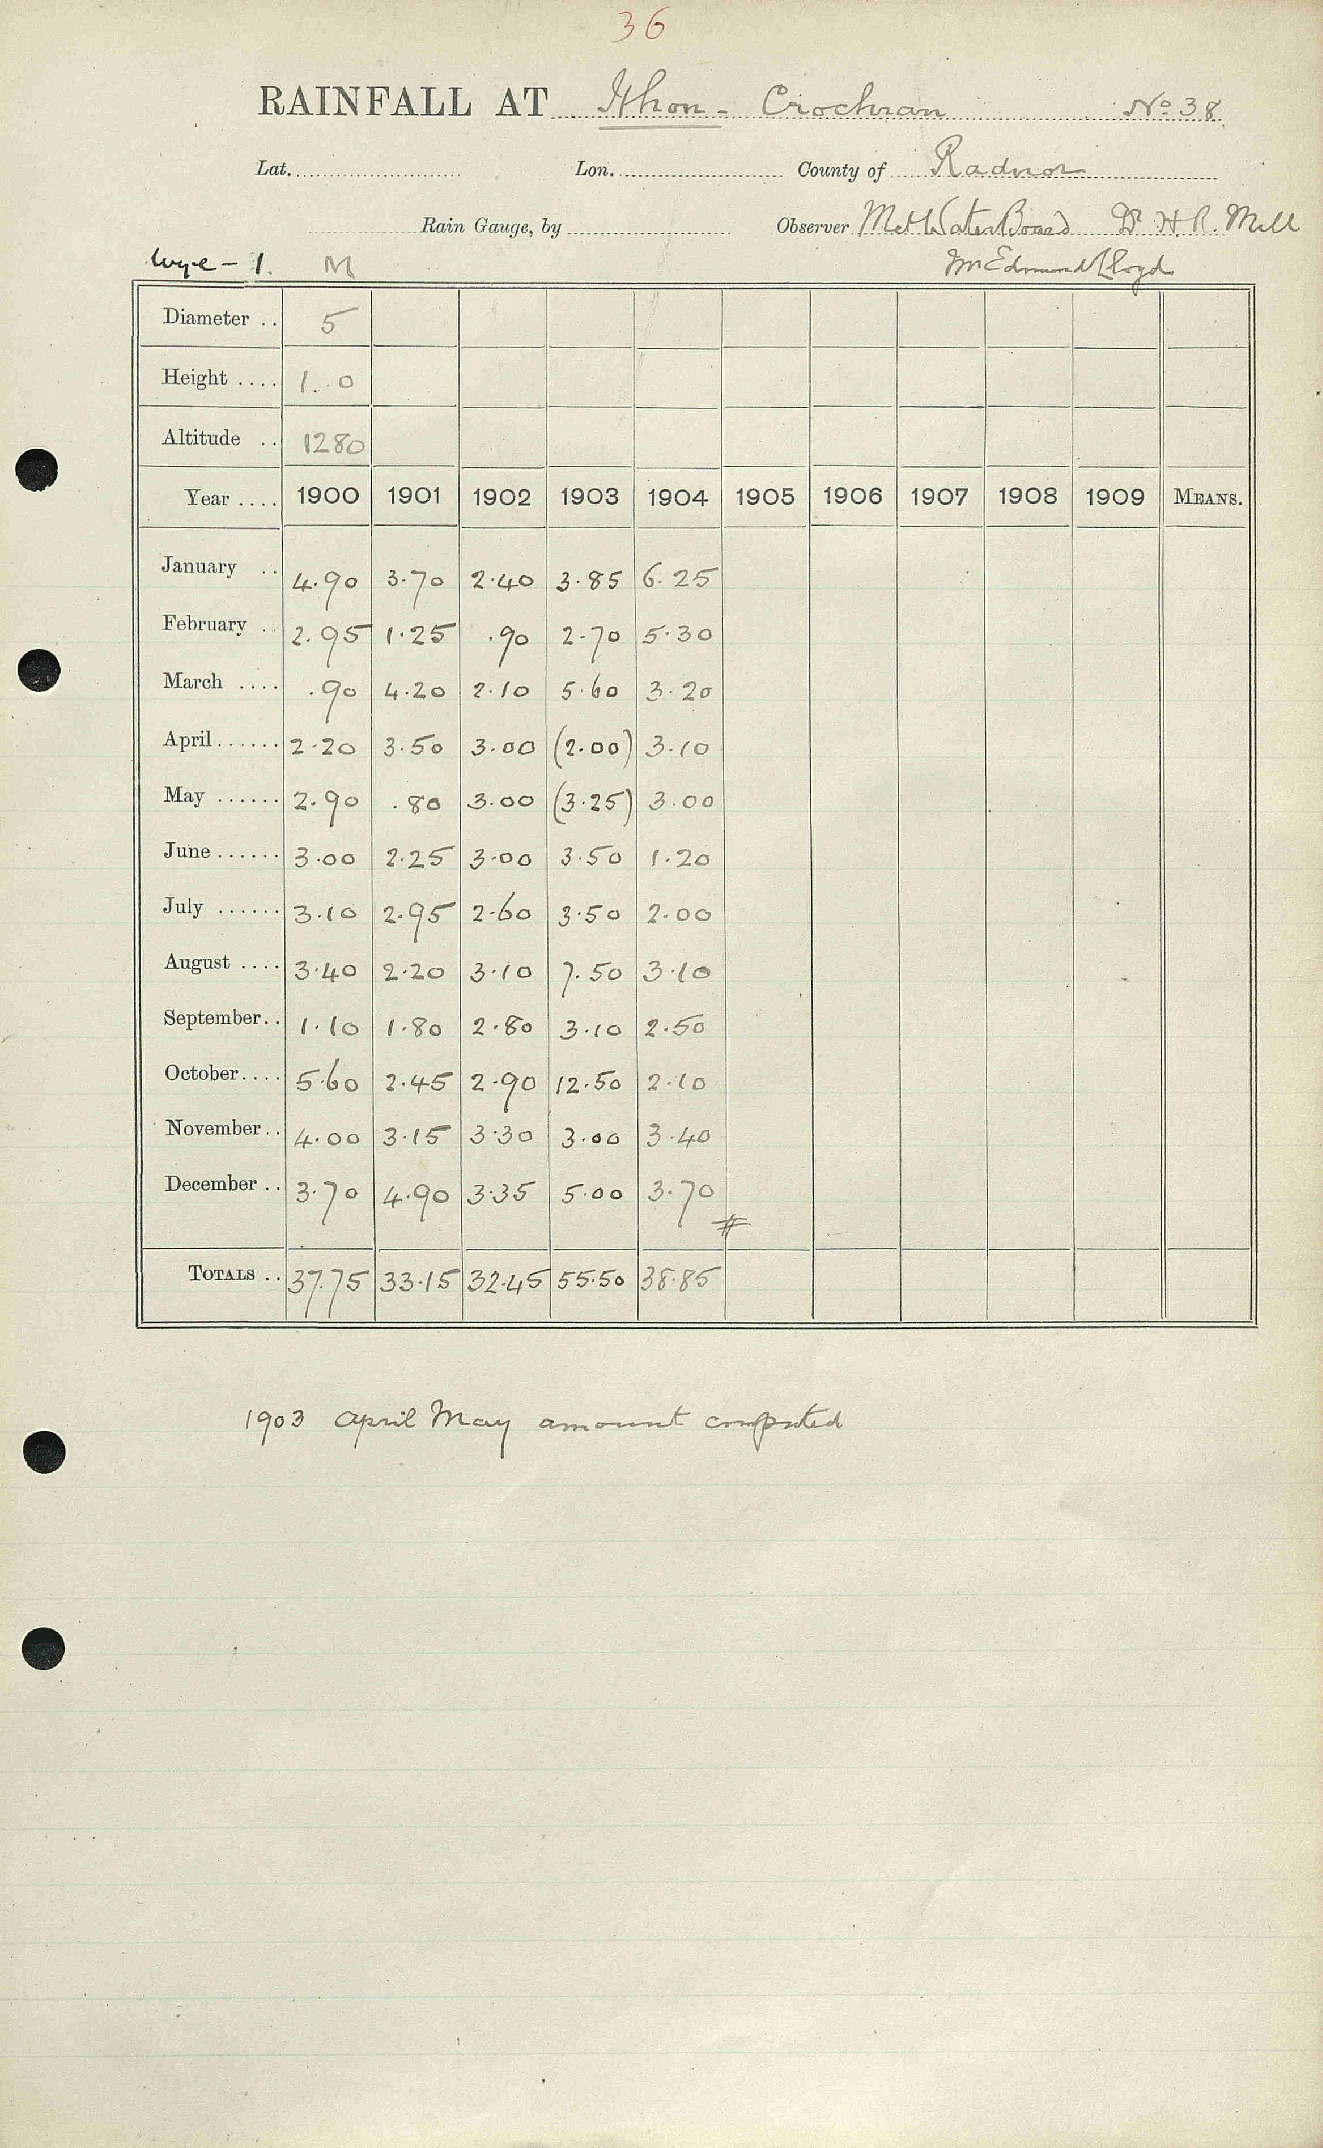 36
RAINFALL AT Ithon - Crochran No. 38
Lat. Lon. County of Radnor
Rain Gauge, by Observer Met Water Board Dr H. R. Mill
Wye - 1. M Mr Edmund Lloyd
Diameter .. 5
Height .... 1. 0
Altitude .. 1280
Year .... 1900 1901 1902 1903 1904 1905 1906 1907 1908 1909 MEANS.
January .. 4.90 3.70 2.40 3.85 6.25
February .. 2.95 1.25 .90 2.70 5.30
March .... .90 4.20 2.10 5.60 3.20
April ...... 2.20 3.50 3.00 (2.00) 3.10
May ...... 2.90 .80 3.00 (3.25) 3.00
June ...... 3.00 2.25 3.00 3.50 1.20
July ...... 3.10 2.95 2.60 3.50 2.00
August .... 3.40 2.20 3.10 7.50 3.10
September .. 1.10 1.80 2.80 3.10 2.50
October .... 5.60 2.45 2.90 12.50 2.10
November .. 4.00 3.15 3.30 3.00 3.40
December .. 3.70 4.90 3.35 5.00 3.70
#
TOTALS .. 37.75 33.15 32.45 55.50 38.85
1903 April May amount computed